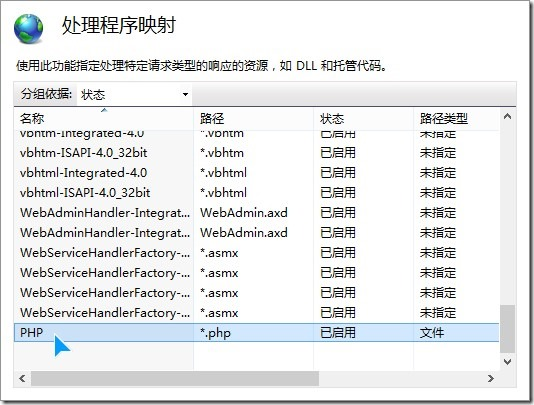 处理程序映射
使用此功能指定处理特定请求类型的响应的资源，如 DLL 和托管代码。
分组依据: 状态
名称 路径 状态 路径类型
vbhtm-Integrated-4.0 *.vbhtm 已启用 未指定
vbhtm-ISAPI-4.0_32bit *.vbhtm 已启用 未指定
vbhtml-Integrated-4.0 *.vbhtml 已启用 未指定
vbhtml-ISAPI-4.0_32bit *.vbhtml 已启用 未指定
WebAdminHandler-Integrat... WebAdmin.axd 已启用 未指定
WebAdminHandler-Integrat... WebAdmin.axd 已启用 未指定
WebServiceHandlerFactory-... *.asmx 已启用 未指定
WebServiceHandlerFactory-... *.asmx 已启用 未指定
WebServiceHandlerFactory-... *.asmx 已启用 未指定
WebServiceHandlerFactory-... *.asmx 已启用 未指定
PHP *.php 已启用 文件